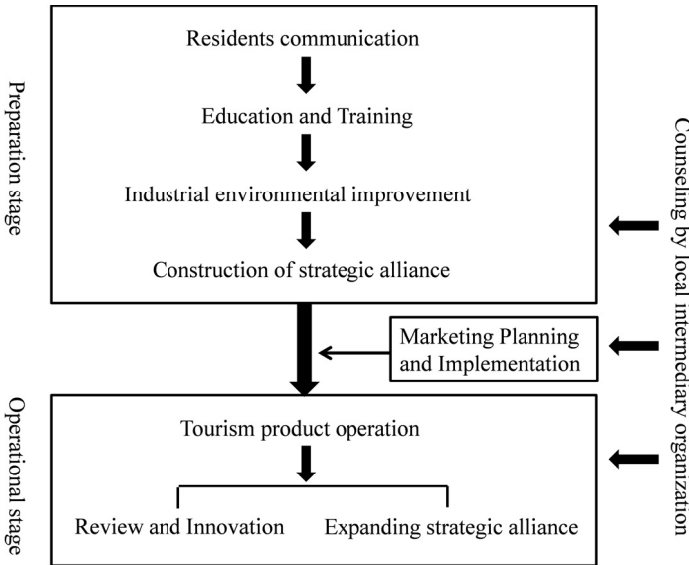 Preparation stage
Residents communication
Education and Training
Industrial environmental improvement
Construction of strategic alliance
Marketing Planning
and Implementation
Counseling by local intermediary organization
Operational stage
Tourism product operation
Review and Innovation
Expanding strategic alliance